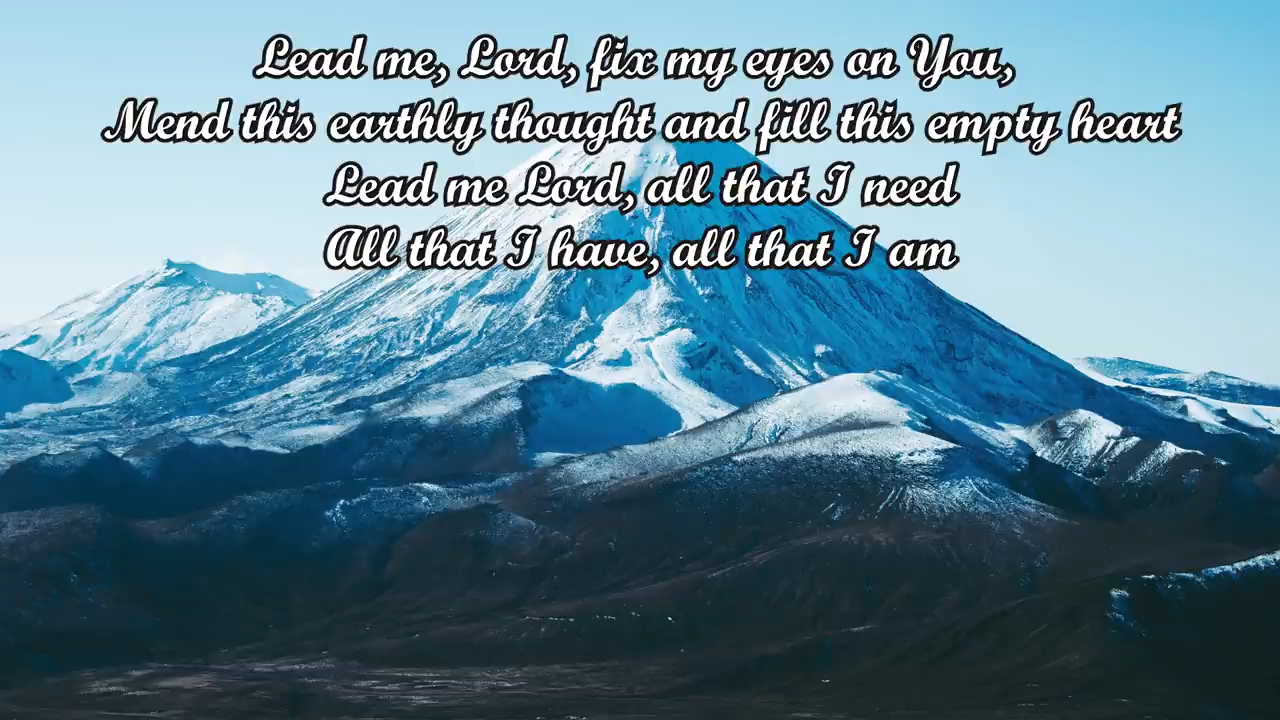 Lead me, Lord, fix my eyes on You,
Mend this earthly thought and fill this empty heart
Lead me Lord, all that I need
All that I have, all that I am